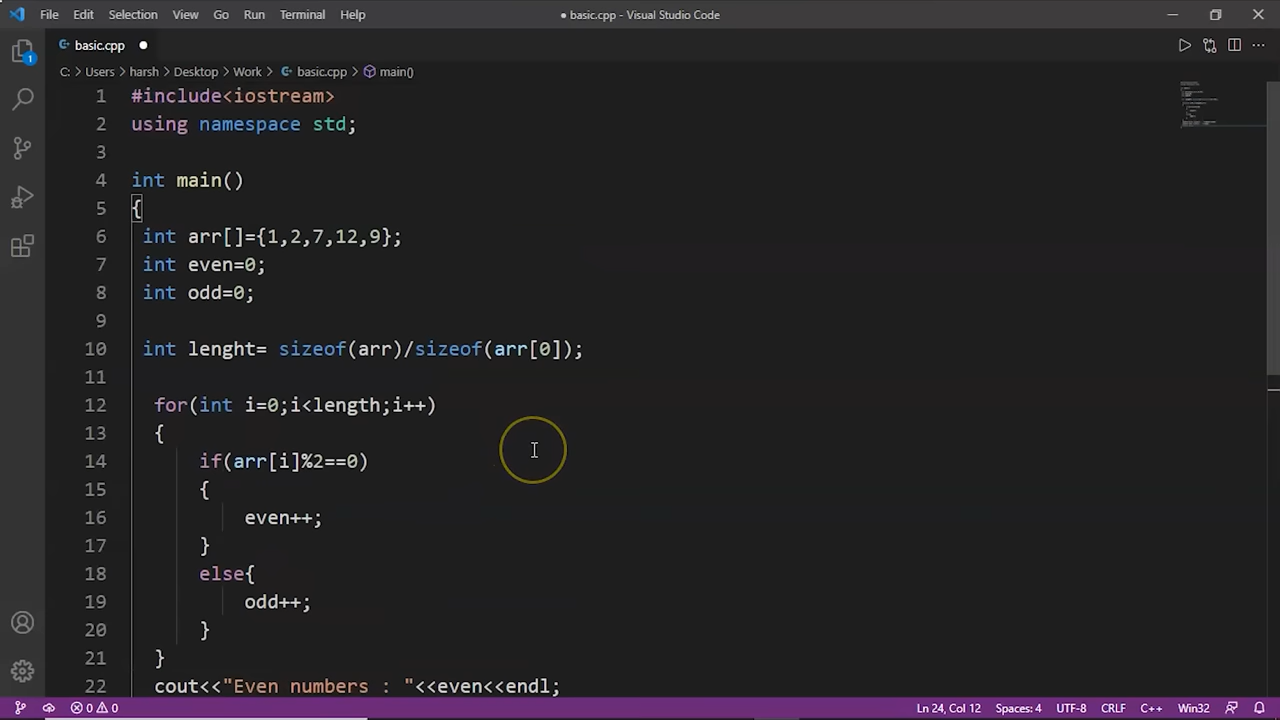 File Edit Selection View Go Run Terminal Help ● basic.cpp - Visual Studio Code
basic.cpp ●
C: > Users > harsh > Desktop > Work > basic.cpp > main()
1 #include<iostream>
2 using namespace std;
3
4 int main()
5 {
6 int arr[]={1,2,7,12,9};
7 int even=0;
8 int odd=0;
9
10 int lenght= sizeof(arr)/sizeof(arr[0]);
11
12 for(int i=0;i<length;i++)
13 {
14 if(arr[i]%2==0)
15 {
16 even++;
17 }
18 else{
19 odd++;
20 }
21 }
22 cout<<"Even numbers : "<<even<<endl;
1
0 0 Ln 24, Col 12 Spaces: 4 UTF-8 CRLF C++ Win32